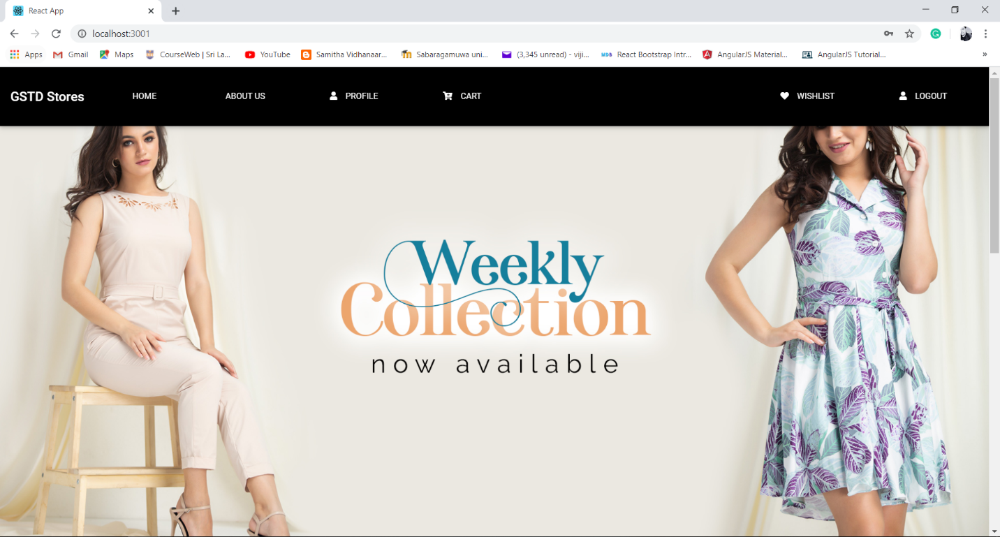 React App
localhost:3001
Apps Gmail Maps CourseWeb | Sri La... YouTube Samitha Vidhanaar... Sabaragamuwa uni... (3,345 unread) - viji... MDB React Bootstrap Intr... AngularJS Material... AngularJS Tutorial... »
GSTD Stores HOME ABOUT US PROFILE CART WISHLIST LOGOUT
Weekly
Collection
now available